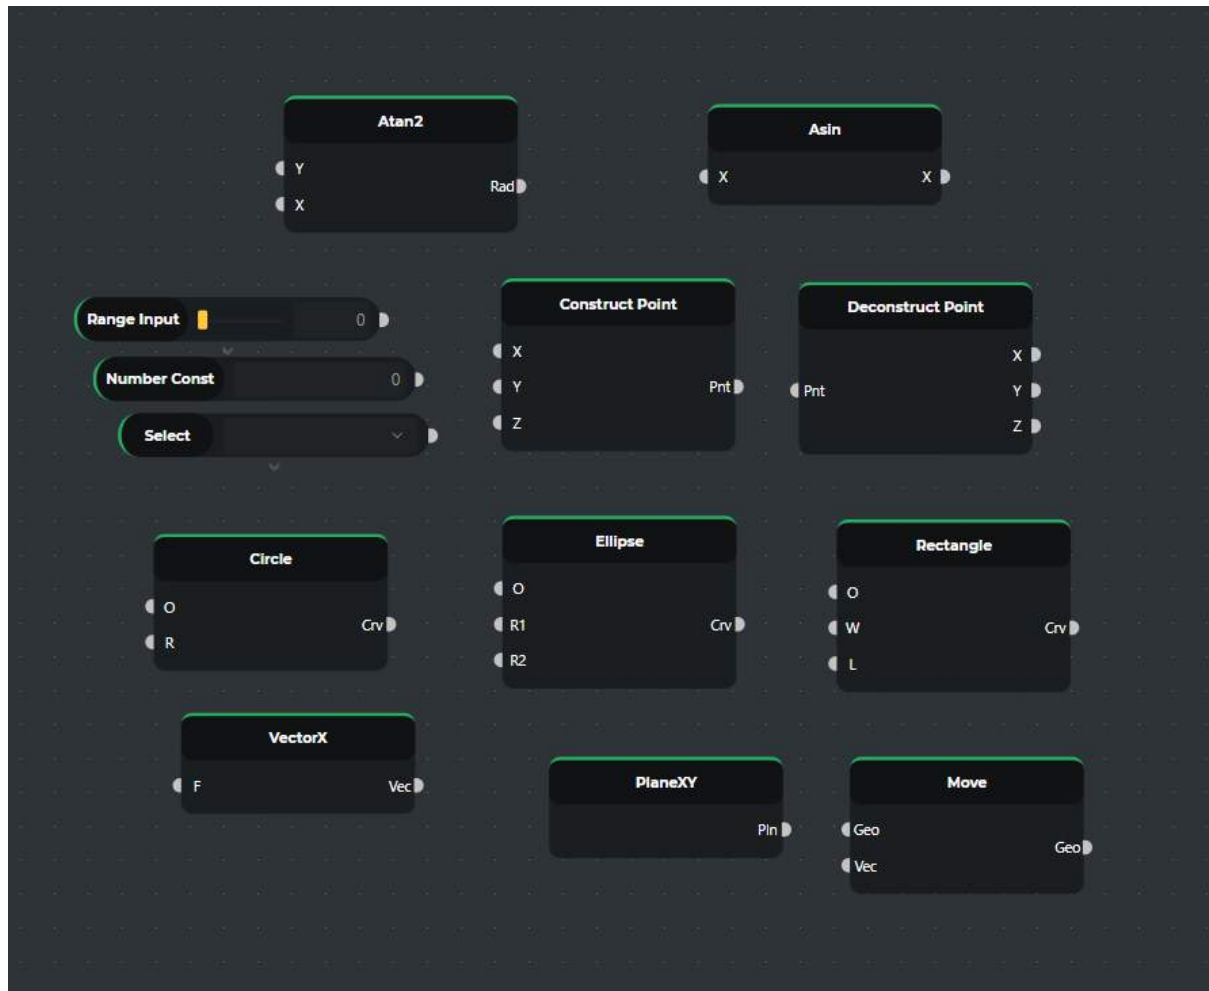 Atan2
Y
Rad
X
Asin
X X
Range Input 0
Number Const 0
Select
Construct Point
X
Y Pnt
Z
Deconstruct Point
X
Pnt Y
Z
Circle
O
Crv
R
Ellipse
O
R1 Crv
R2
Rectangle
O
W Crv
L
VectorX
F Vec
PlaneXY
Pln
Move
Geo
Geo
Vec